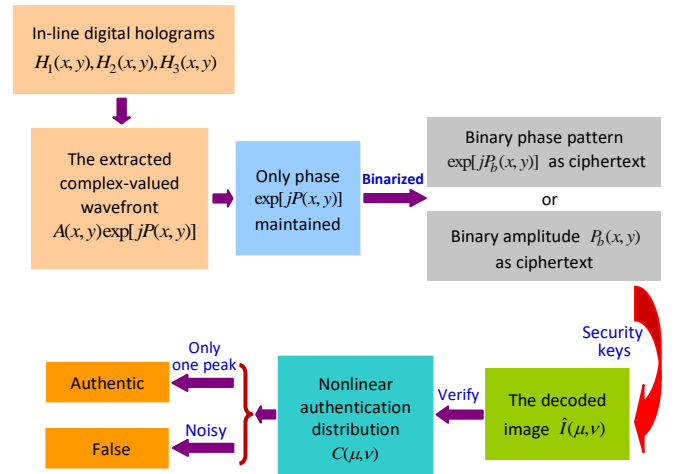 In-line digital holograms
H₁(x, y), H₂(x, y), H₃(x, y)
The extracted
complex-valued
wavefront
A(x, y)exp[jP(x, y)]
Only phase
exp[jP(x, y)]
maintained
Binarized
Binary phase pattern
exp[jP_b(x, y)] as ciphertext
or
Binary amplitude P_b(x, y)
as ciphertext
Security
keys
The decoded
image Î(μ,ν)
Verify
Nonlinear
authentication
distribution
C(μ,ν)
Only
one peak
Authentic
Noisy
False